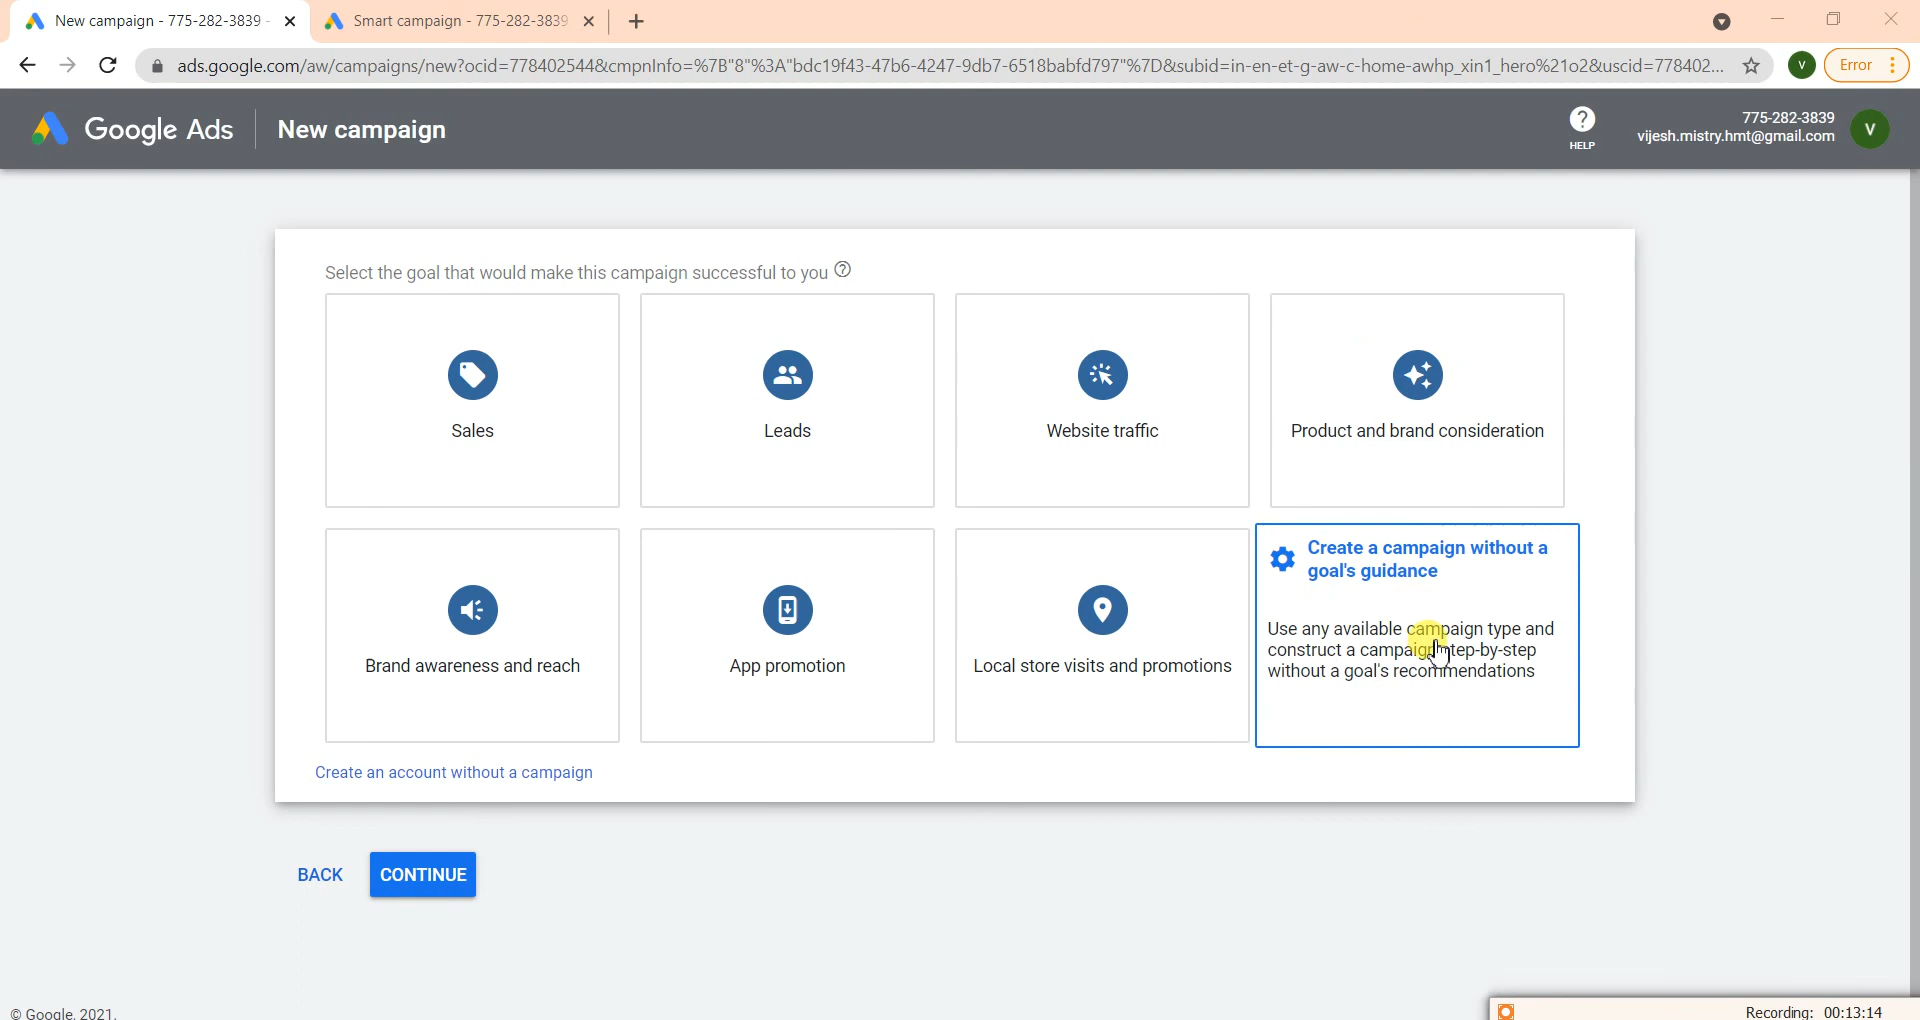 New campaign - 775-282-3839 -
Smart campaign - 775-282-3839
ads.google.com/aw/campaigns/new?ocid=778402544&cmpnInfo=%7B"8"%3A"bdc19f43-47b6-4247-9db7-6518babfd797"%7D&subid=in-en-et-g-aw-c-home-awhp_xin1_hero%21o2&uscid=778402...
V
Error
Google Ads
New campaign
?
HELP
775-282-3839
vijesh.mistry.hmt@gmail.com
V
Select the goal that would make this campaign successful to you ?
Sales
Leads
Website traffic
Product and brand consideration
Brand awareness and reach
App promotion
Local store visits and promotions
Create a campaign without a
goal's guidance
Use any available campaign type and
construct a campaign step-by-step
without a goal's recommendations
Create an account without a campaign
BACK
CONTINUE
© Google, 2021.
Recording: 00:13:14